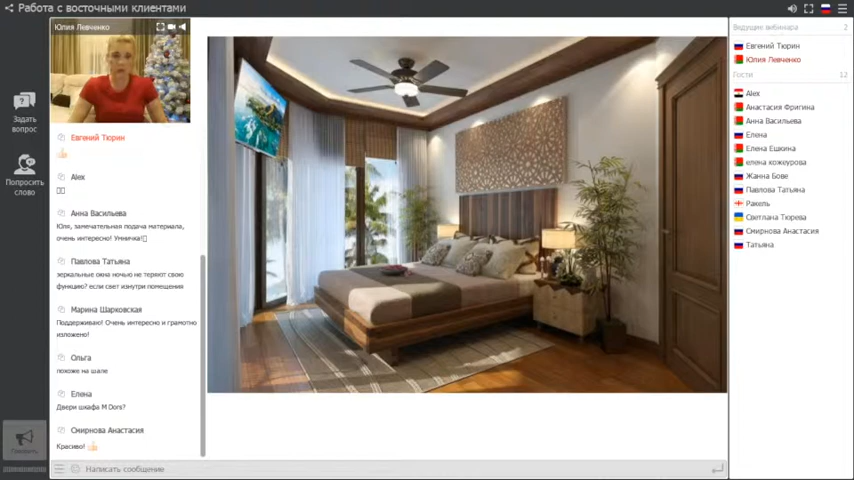 Работа с восточными клиентами
Юлия Левченко
Задать
вопрос
Попросить
слово
Евгений Тюрин
Alex
Анна Васильева
Юля, замечательная подача материала,
очень интересно! Умничка!
Павлова Татьяна
зеркальные окна ночью не теряют свою
функцию? если свет изнутри помещения
Марина Шарковская
Поддерживаю! Очень интересно и грамотно
изложено!
Ольга
похоже на шале
Елена
Двери шкафа M Dors?
Смирнова Анастасия
Красиво!
Написать сообщение
Ведущие вебинара 2
Евгений Тюрин
Юлия Левченко
Гости 12
Alex
Анастасия Фригина
Анна Васильева
Елена
Елена Ешкина
елена кожеурова
Жанна Бове
Павлова Татьяна
Ракель
Светлана Тюрева
Смирнова Анастасия
Татьяна